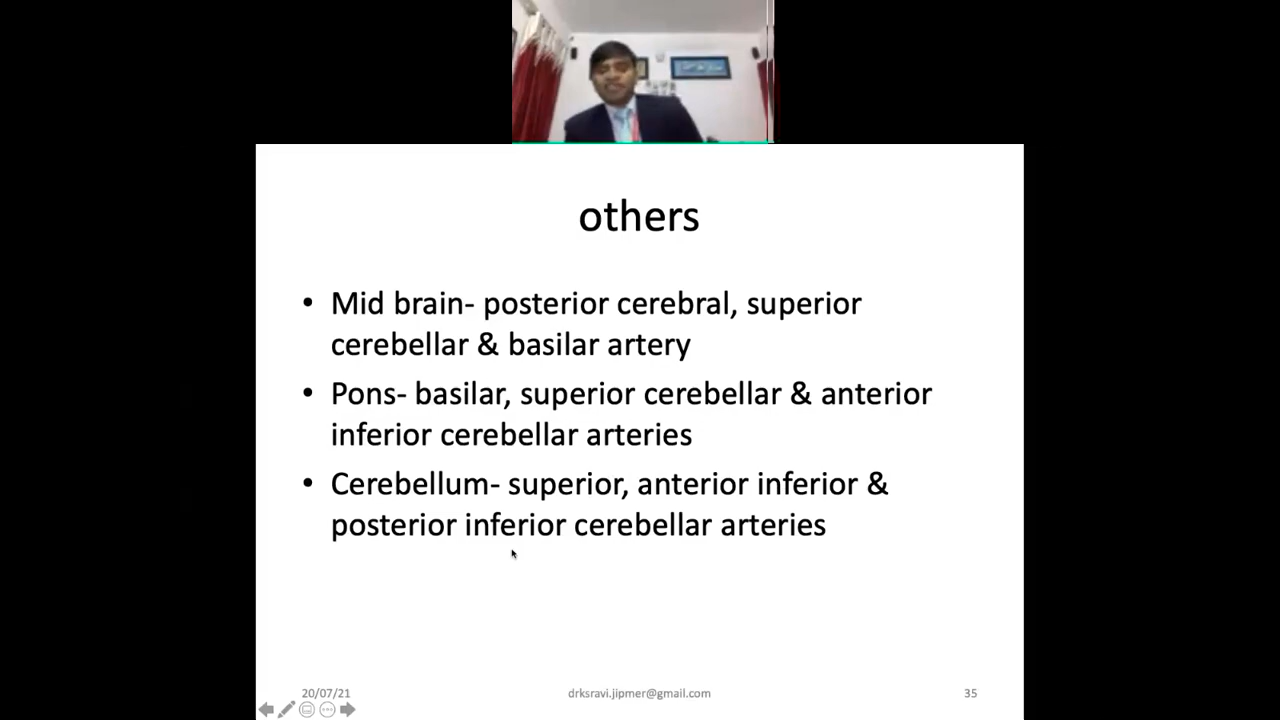 others
• Mid brain- posterior cerebral, superior
cerebellar & basilar artery
• Pons- basilar, superior cerebellar & anterior
inferior cerebellar arteries
• Cerebellum- superior, anterior inferior &
posterior inferior cerebellar arteries
20/07/21
drksravi.jipmer@gmail.com
35